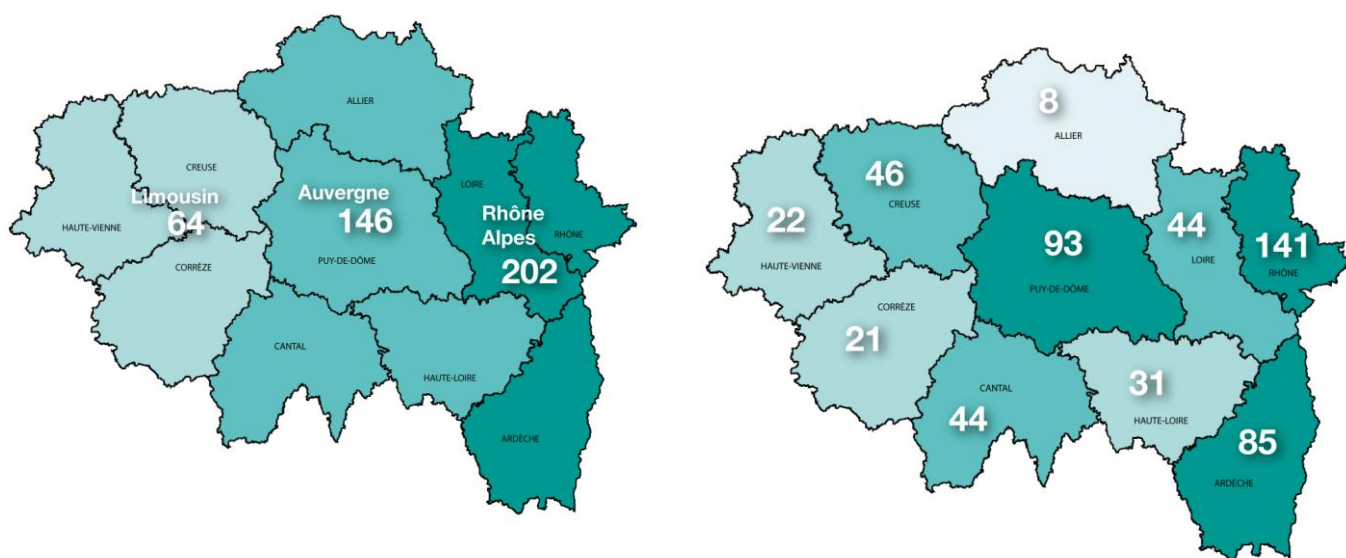 ALLIER
CREUSE
LOIRE
Limousin
64
Auvergne
146
Rhône
Alpes
202
HAUTE-VIENNE
RHÔNE
PUY-DE-DÔME
CORRÈZE
CANTAL
HAUTE-LOIRE
ARDÈCHE
8
ALLIER
46
CREUSE
22
HAUTE-VIENNE
93
PUY-DE-DÔME
44
LOIRE
141
RHÔNE
CORRÈZE
21
CANTAL
44
31
HAUTE-LOIRE
85
ARDÈCHE